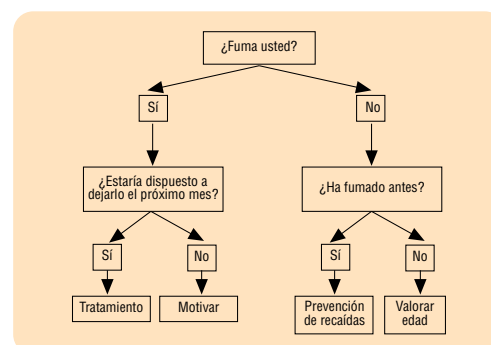 ¿Fuma usted?
Sí
No
¿Estaría dispuesto a
dejarlo el próximo mes?
¿Ha fumado antes?
Sí
No
Sí
No
Tratamiento
Motivar
Prevención
de recaídas
Valorar
edad